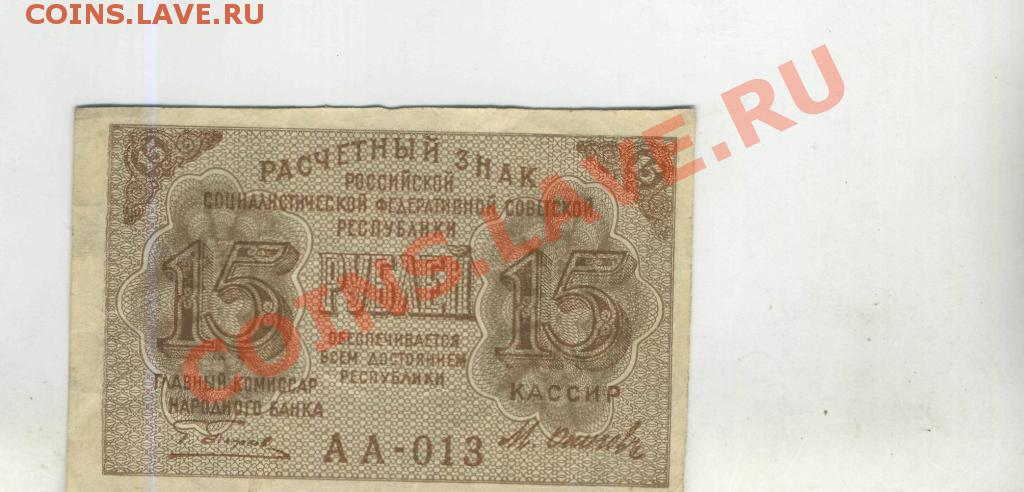 COINS.LAVE.RU
РАСЧЕТНЫЙ ЗНАК
РОССИЙСКОЙ
СОЦИАЛИСТИЧЕСКОЙ ФЕДЕРАТИВНОЙ СОВЕТСКОЙ
РЕСПУБЛИКИ
15 РУБЛЕЙ 15
ОБЕСПЕЧИВАЕТСЯ
ВСЕМ ДОСТОЯНИЕМ
РЕСПУБЛИКИ
ГЛАВНЫЙ КОМИССАР
НАРОДНОГО БАНКА
КАССИР
АА-013
COINS.LAVE.RU